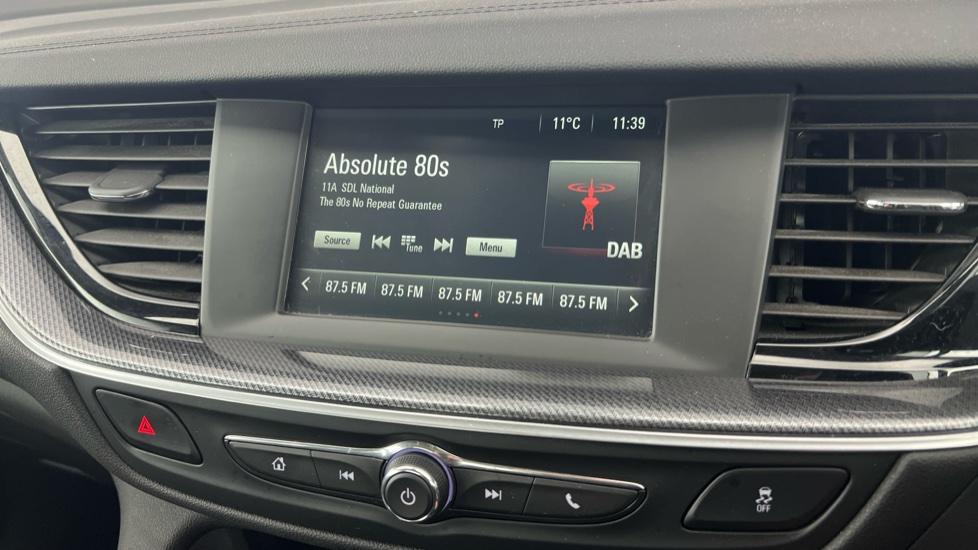 TP 11°C 11:39
Absolute 80s
11A SDL National
The 80s No Repeat Guarantee
Source Tune Menu
DAB
87.5 FM 87.5 FM 87.5 FM 87.5 FM 87.5 FM
OFF